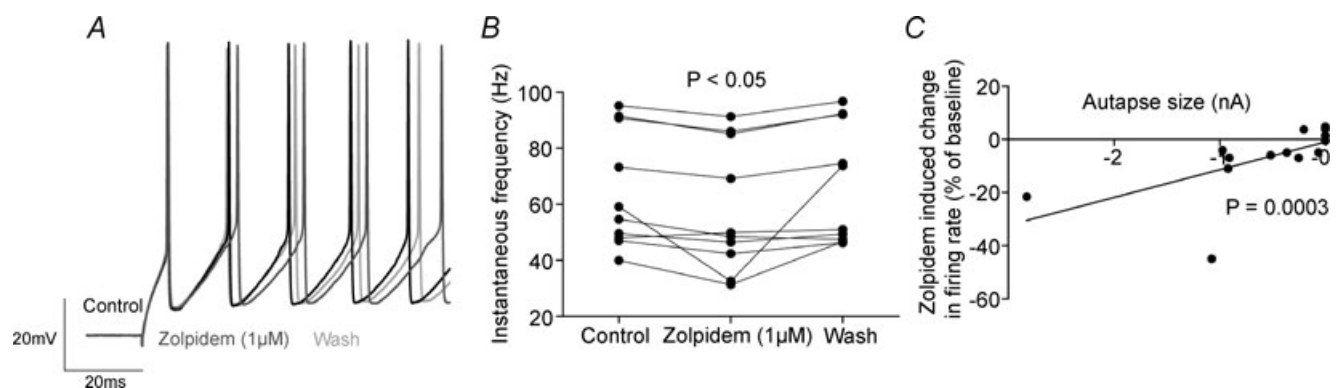 A
Control
20mV
Zolpidem (1µM)
Wash
20ms
B
Instantaneous frequency (Hz)
P < 0.05
100
80
60
40
20
Control
Zolpidem (1µM)
Wash
C
Zolpidem induced change
in firing rate (% of baseline)
Autapse size (nA)
20
0
-20
-40
-60
-2
-1
-0
P = 0.0003